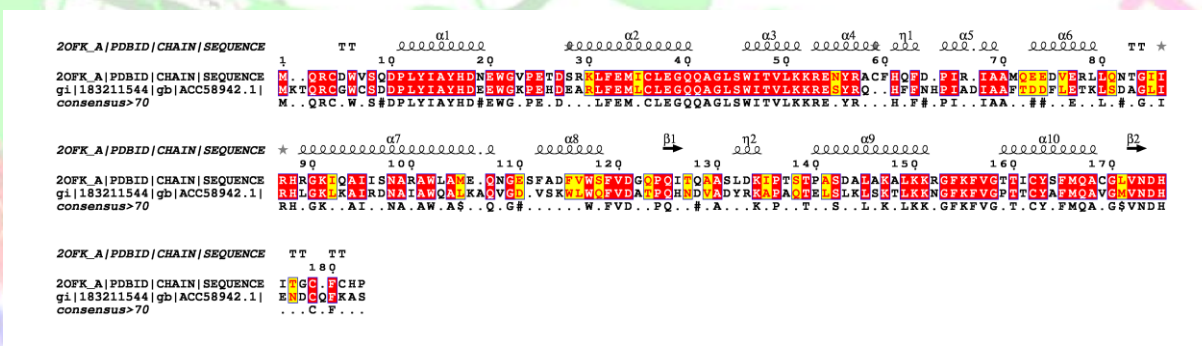 α1 α2 α3 α4 η1 α5 α6
2OFK_A|PDBID|CHAIN|SEQUENCE TT TT ★
1 10 20 30 40 50 60 70 80
2OFK_A|PDBID|CHAIN|SEQUENCE M..QRCDWVSQDPLYIAYHDNEWGVPETDSRKLFEMICLEGQQAGLSWITVLKKRENYRACFHQFD.PIR.IAAMQEEDVERLLQNTGII
gi|183211544|gb|ACC58942.1| MKTQRCGWCSDDPLYIAYHDEEWGKPEHDEARLFEMLCLEGQQAGLSWITVLKKRESYRQ..HFFNHPIADIAAFTDDFLETKLSDAGLI
consensus>70 M..QRC.W.S#DPLYIAYHD#EWG.PE.D...LFEM.CLEGQQAGLSWITVLKKRE.YR...H.F#.PI..IAA..##..E..L.#.G.I
α7 α8 β1 η2 α9 α10 β2
2OFK_A|PDBID|CHAIN|SEQUENCE ★
90 100 110 120 130 140 150 160 170
2OFK_A|PDBID|CHAIN|SEQUENCE RHRGKIQAIISNARAWLAME.QNGESFADFVWSFVDGQPQITQAASLDKIPTSTPASDALAKALKKRGFKFVGTTICYSFMQACGLVNDH
gi|183211544|gb|ACC58942.1| RHLGKLKAIRDNAIAWQALKAQVGD.VSKWLWQFVDATPQHNDVADYRKAPAQTELSLKLSKTLKKNGFKFVGPTTCYAFMQAVGMVNDH
consensus>70 RH.GK..AI..NA.AW.A$..Q.G#......W.FVD..PQ..#.A...K.P..T..S..L.K.LKK.GFKFVG.T.CY.FMQA.G$VNDH
2OFK_A|PDBID|CHAIN|SEQUENCE TT TT
180
2OFK_A|PDBID|CHAIN|SEQUENCE ITGC.FCHP
gi|183211544|gb|ACC58942.1| ENDCQFKAS
consensus>70 ...C.F...